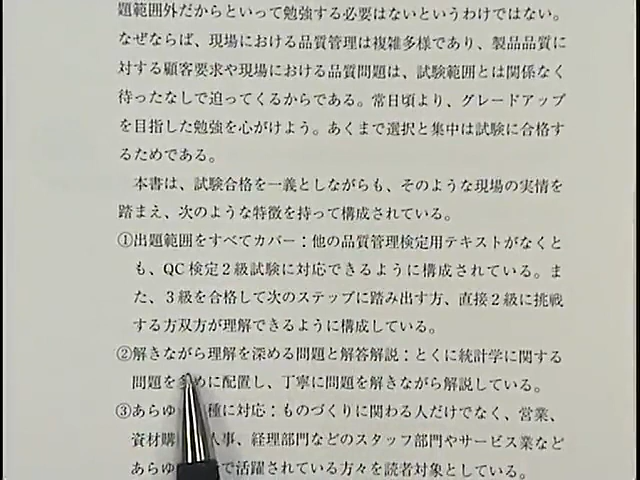 題範囲外だからといって勉強する必要はないというわけではない。
なぜならば、現場における品質管理は複雑多様であり、製品品質に
対する顧客要求や現場における品質問題は、試験範囲とは関係なく
待ったなしで迫ってくるからである。常日頃より、グレードアップ
を目指した勉強を心がけよう。あくまで選択と集中は試験に合格す
るためである。
本書は、試験合格を一義としながらも、そのような現場の実情を
踏まえ、次のような特徴を持って構成されている。
①出題範囲をすべてカバー：他の品質管理検定用テキストがなくと
も、QC検定２級試験に対応できるように構成されている。ま
た、３級を合格して次のステップに踏み出す方、直接２級に挑戦
する方双方が理解できるように構成している。
②解きながら理解を深める問題と解答解説：とくに統計学に関する
問題を多めに配置し、丁寧に問題を解きながら解説している。
③あらゆ 種に対応：ものづくりに関わる人だけでなく、営業、
資材購 人事、経理部門などのスタッフ部門やサービス業など
あらゆ で活躍されている方々を読者対象としている。